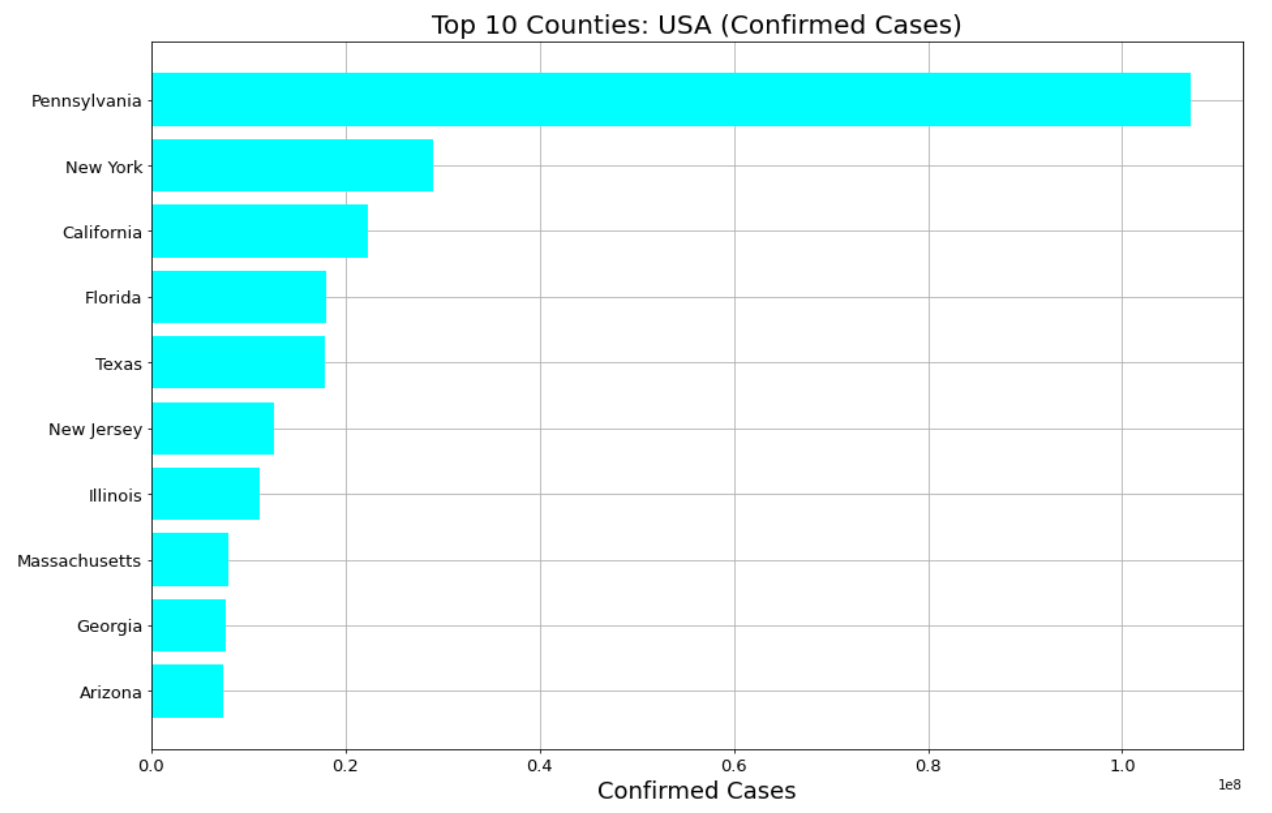 Top 10 Counties: USA (Confirmed Cases)
Pennsylvania
New York
California
Florida
Texas
New Jersey
Illinois
Massachusetts
Georgia
Arizona
0.0 0.2 0.4 0.6 0.8 1.0
1e8
Confirmed Cases